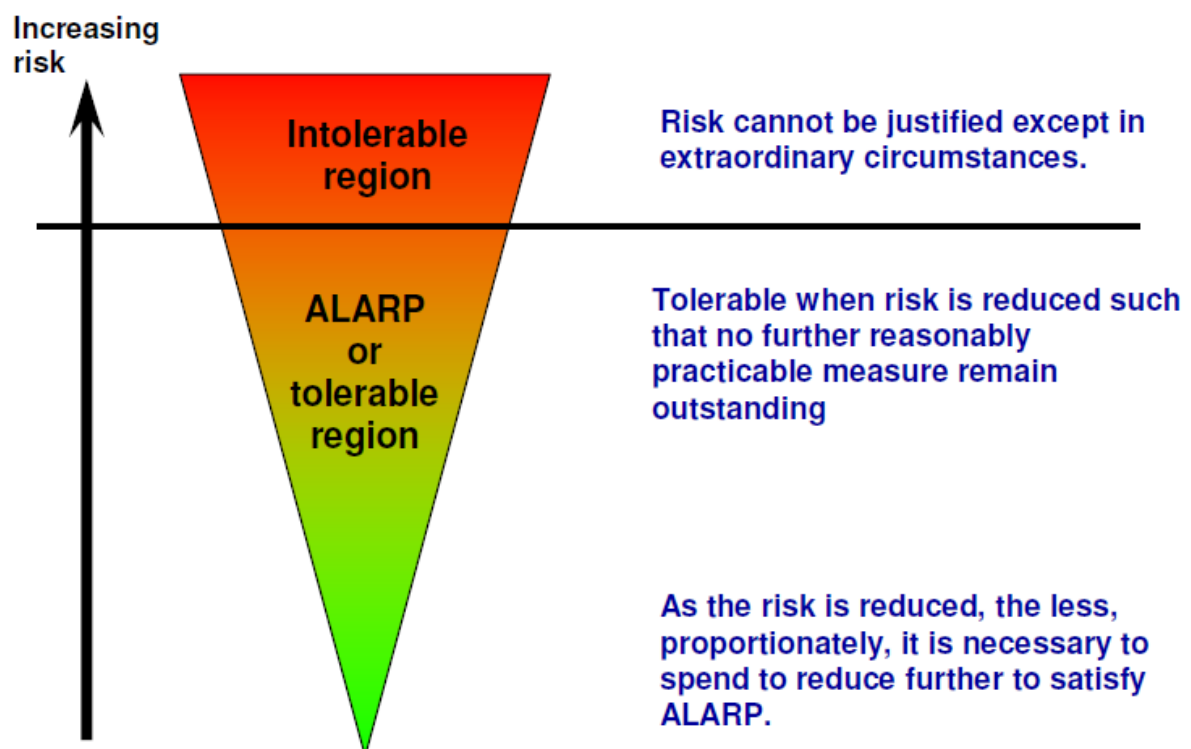 Increasing
risk
Intolerable
region
Risk cannot be justified except in
extraordinary circumstances.
ALARP
or
tolerable
region
Tolerable when risk is reduced such
that no further reasonably
practicable measure remain
outstanding
As the risk is reduced, the less,
proportionately, it is necessary to
spend to reduce further to satisfy
ALARP.